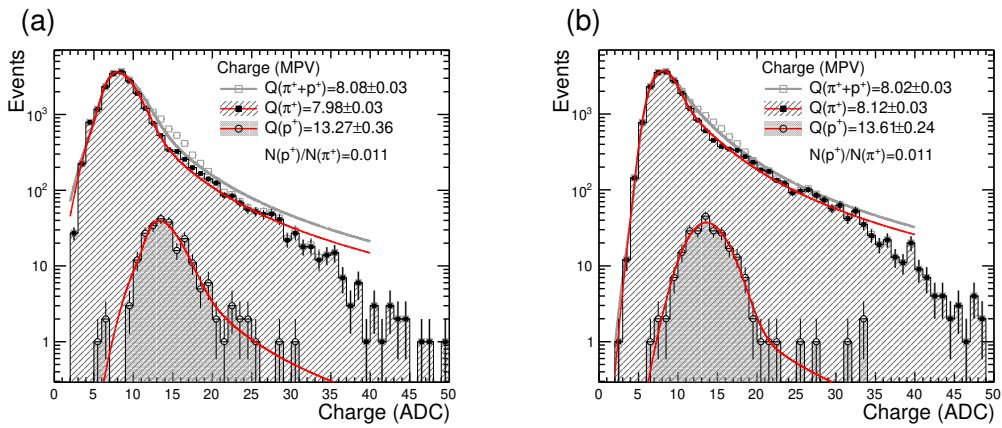 (a)
Events
10³
10²
10
1
Charge (MPV)
Q(π⁺+p⁺)=8.08±0.03
Q(π⁺)=7.98±0.03
Q(p⁺)=13.27±0.36
N(p⁺)/N(π⁺)=0.011
0 5 10 15 20 25 30 35 40 45 50
Charge (ADC)
(b)
Events
10³
10²
10
1
Charge (MPV)
Q(π⁺+p⁺)=8.02±0.03
Q(π⁺)=8.12±0.03
Q(p⁺)=13.61±0.24
N(p⁺)/N(π⁺)=0.011
0 5 10 15 20 25 30 35 40 45 50
Charge (ADC)